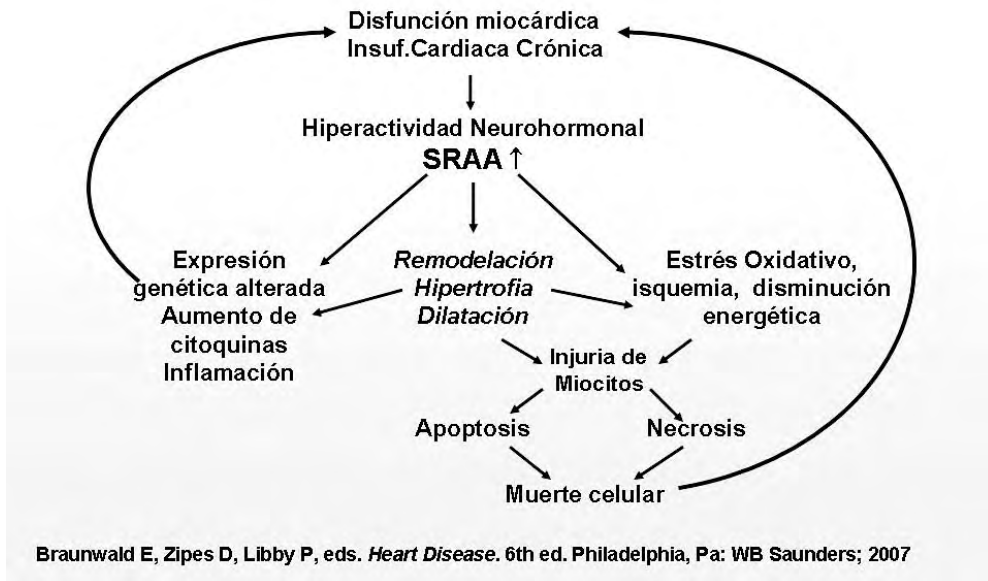 Disfunción miocárdica
Insuf.Cardiaca Crónica
Hiperactividad Neurohormonal
SRAA ↑
Expresión
genética alterada
Aumento de
citoquinas
Inflamación
Remodelación
Hipertrofia
Dilatación
Estrés Oxidativo,
isquemia, disminución
energética
Injuria de
Miocitos
Apoptosis
Necrosis
Muerte celular
Braunwald E, Zipes D, Libby P, eds. Heart Disease. 6th ed. Philadelphia, Pa: WB Saunders; 2007